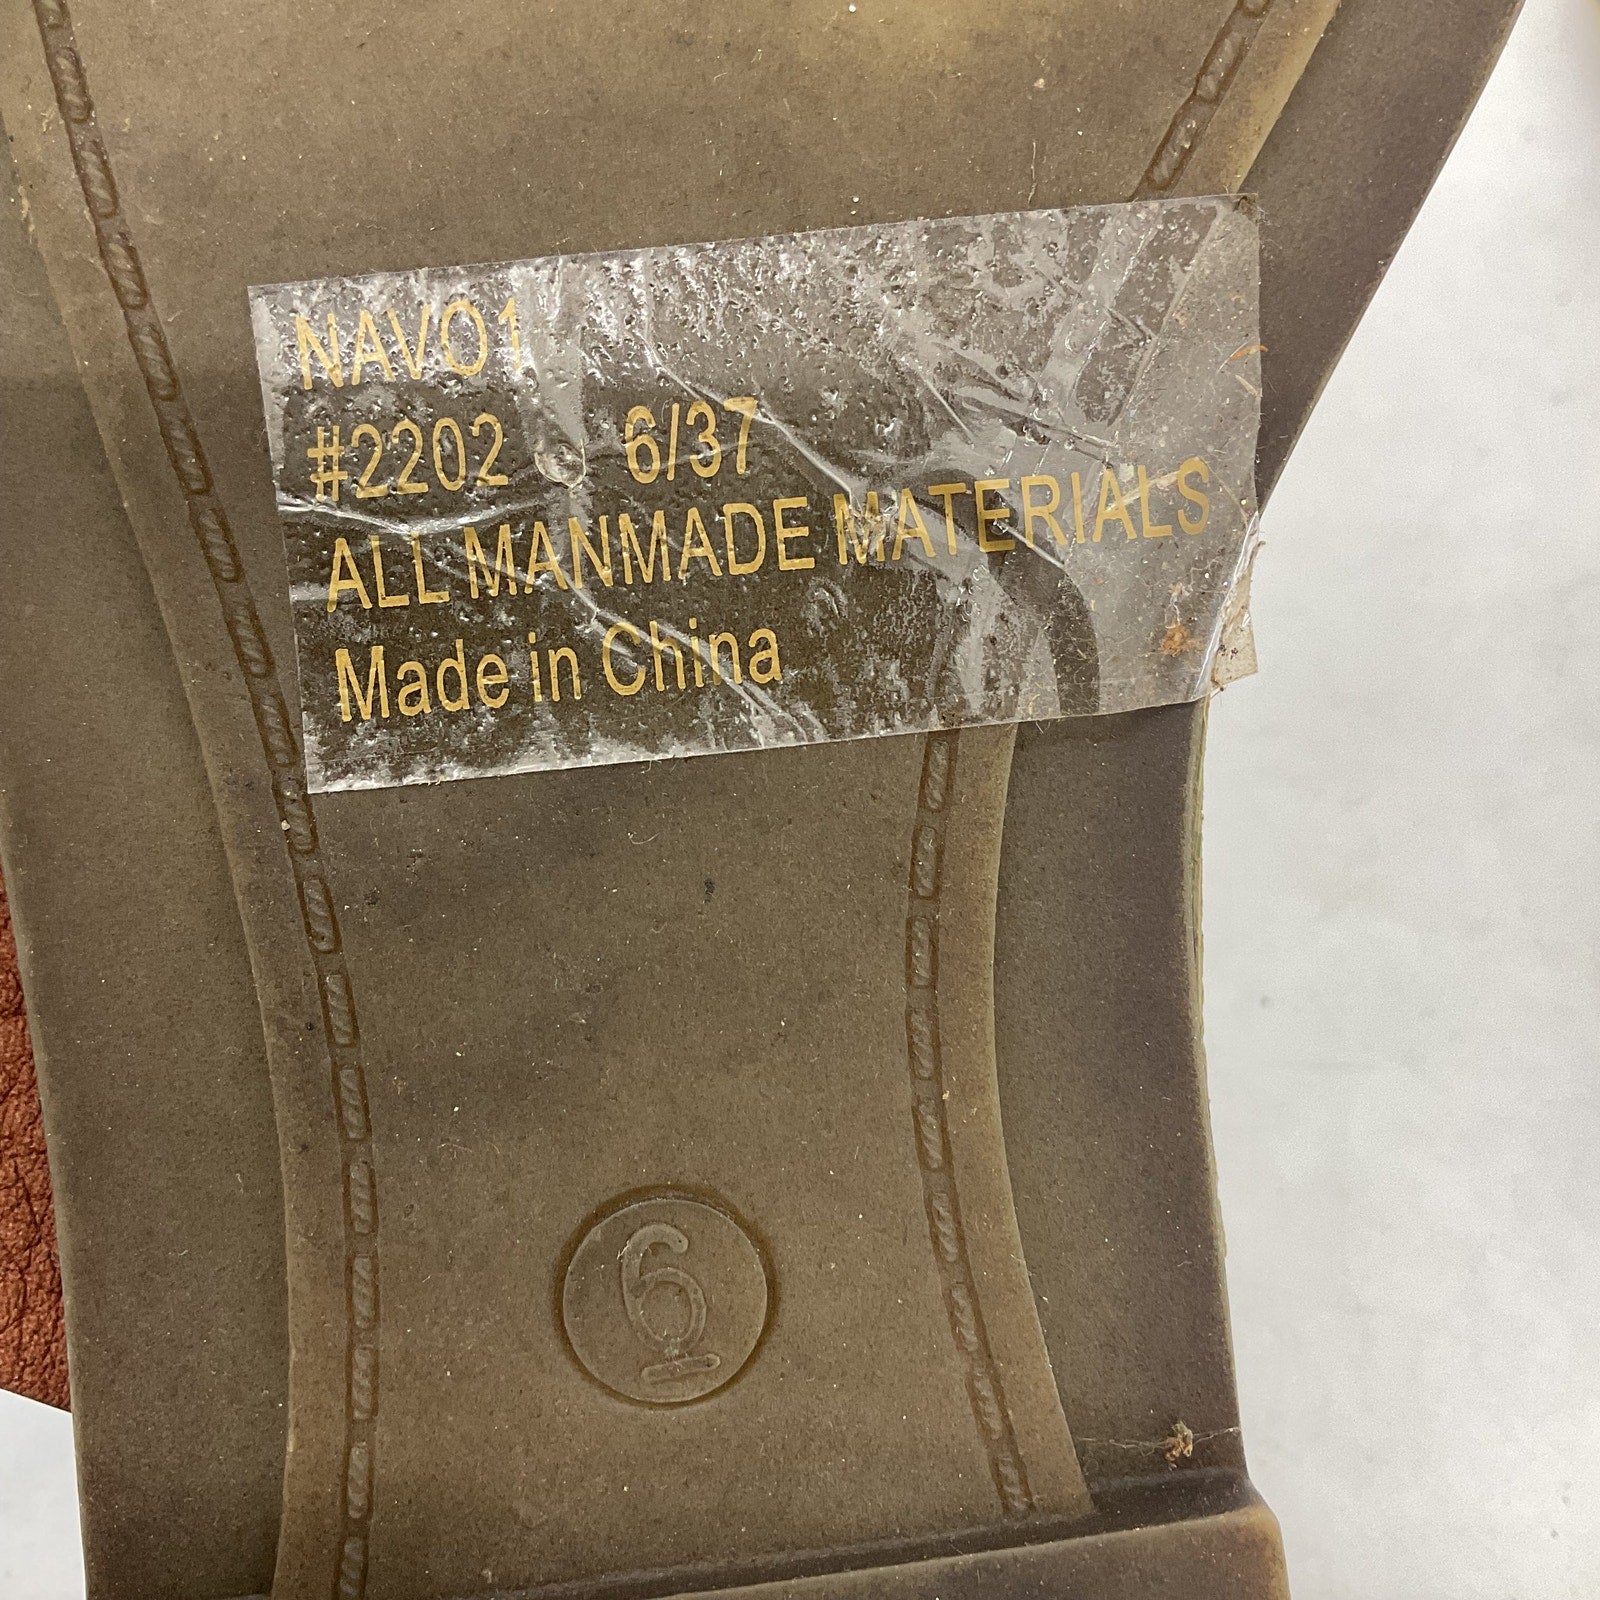 NAVO1
#2202 6/37
ALL MANMADE MATERIALS
Made in China
6